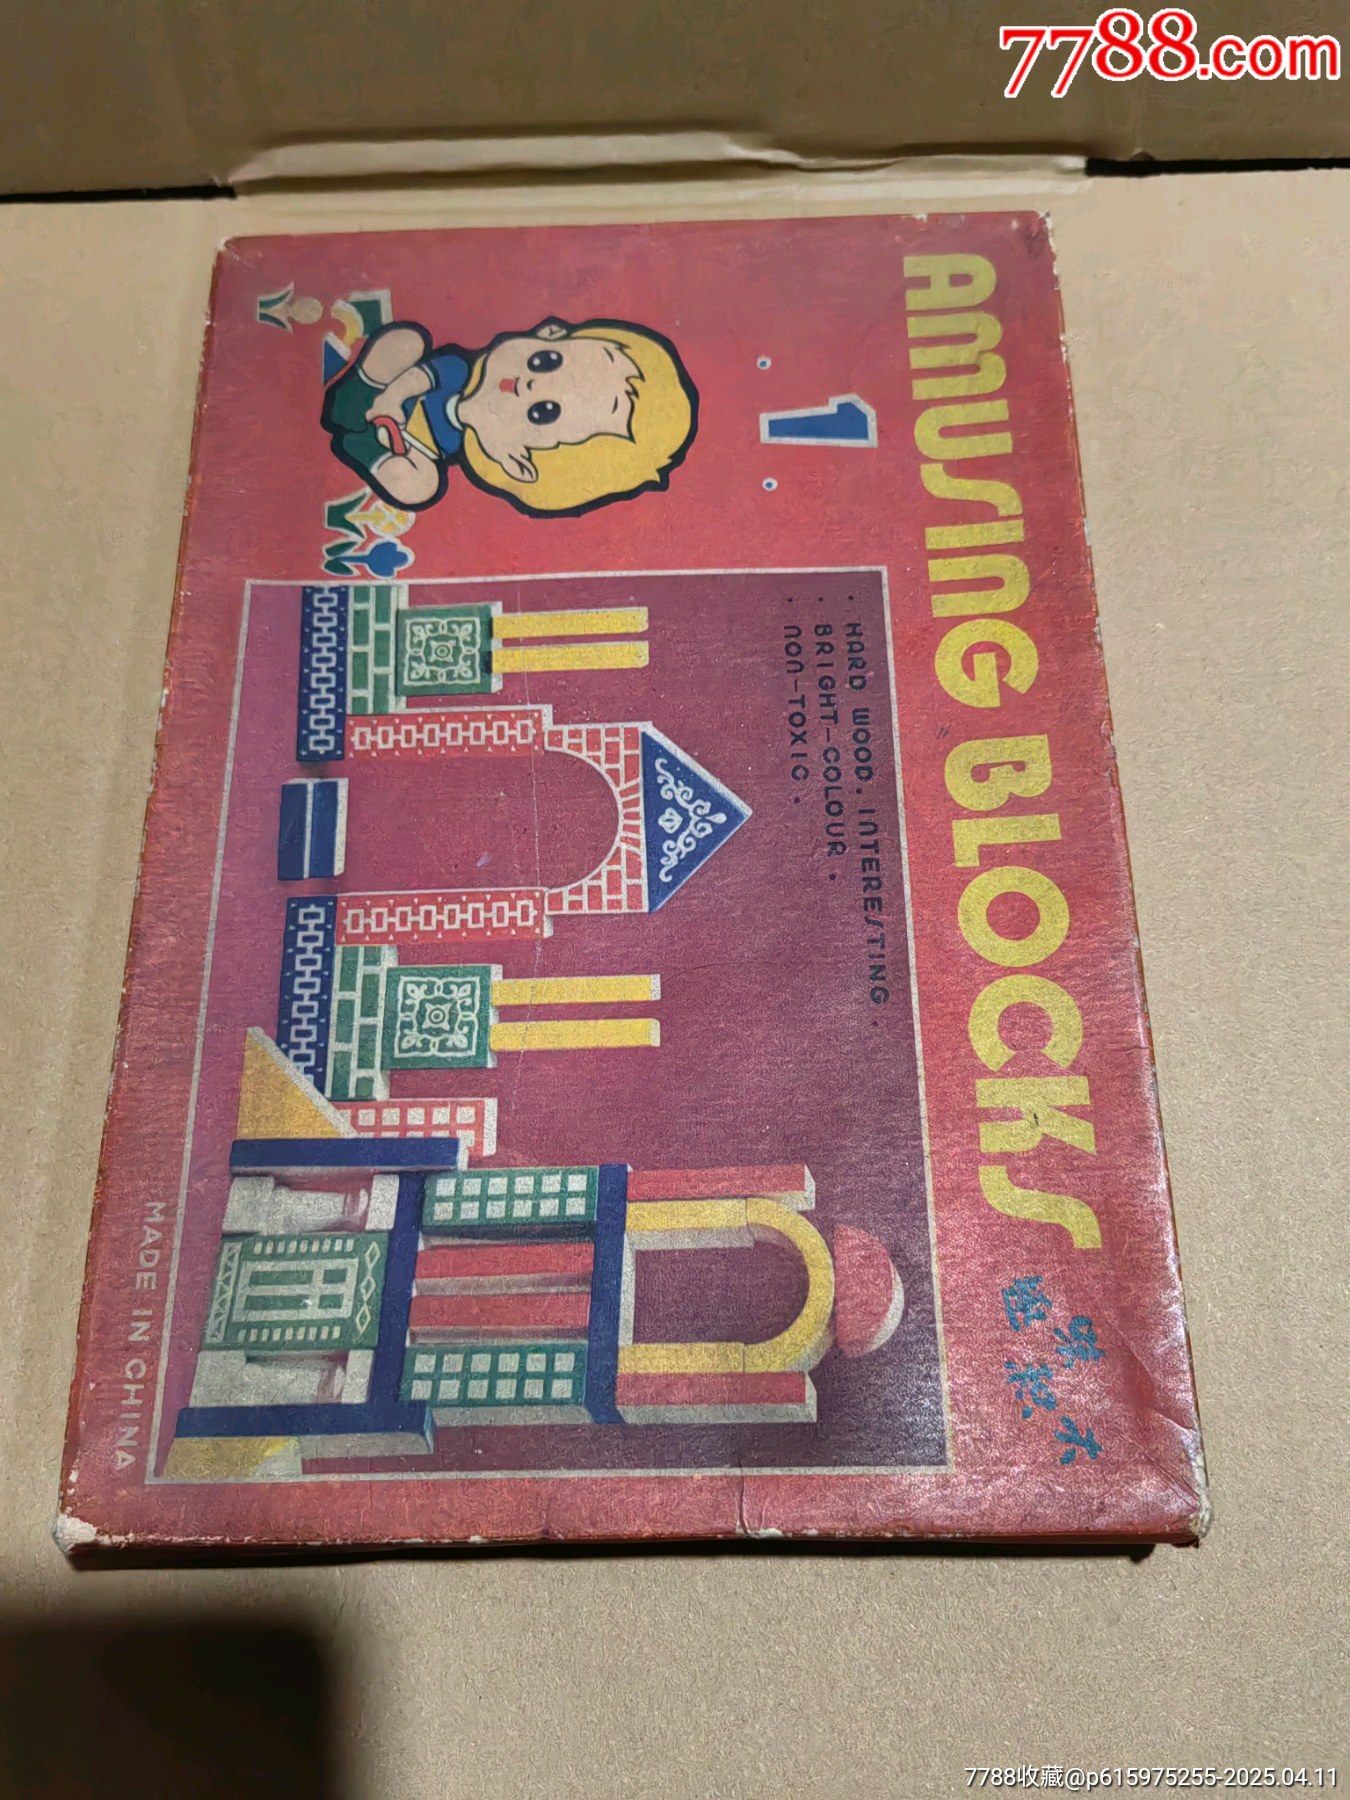 7788.com
AMUSING BLOCKS
趣味积木
· 1 ·
· HARD WOOD. INTERESTING ·
· BRIGHT-COLOUR ·
· NON-TOXIC ·
MADE IN CHINA
7788收藏@p615975255-2025.04.11